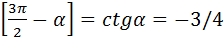 [3π/2 − α] = ctgα = −3/4